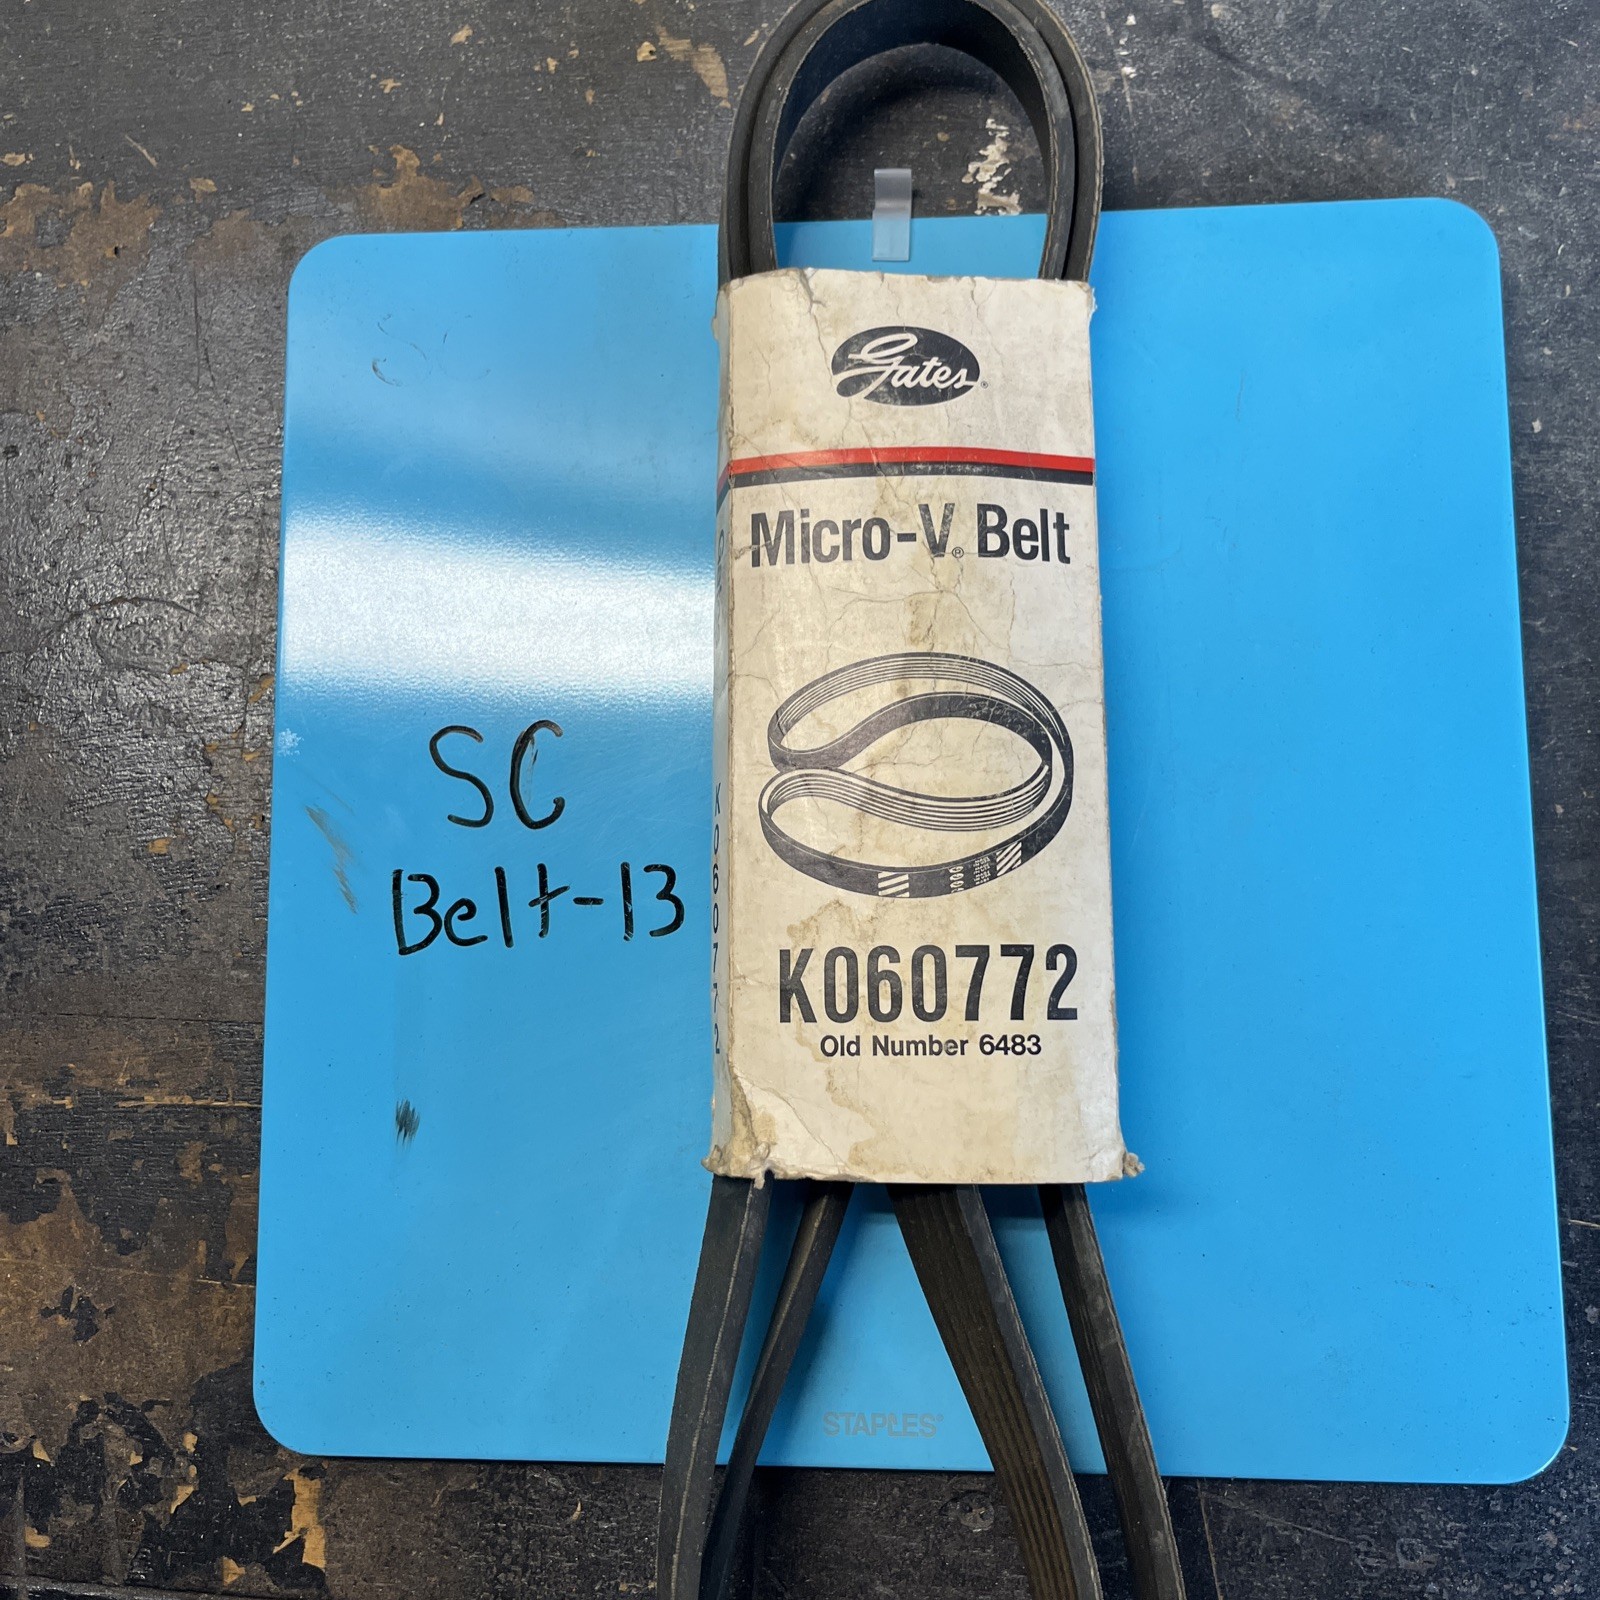 Gates®
Micro-V® Belt
SC
Belt-13
K060772
K060772
Old Number 6483
STAPLES®